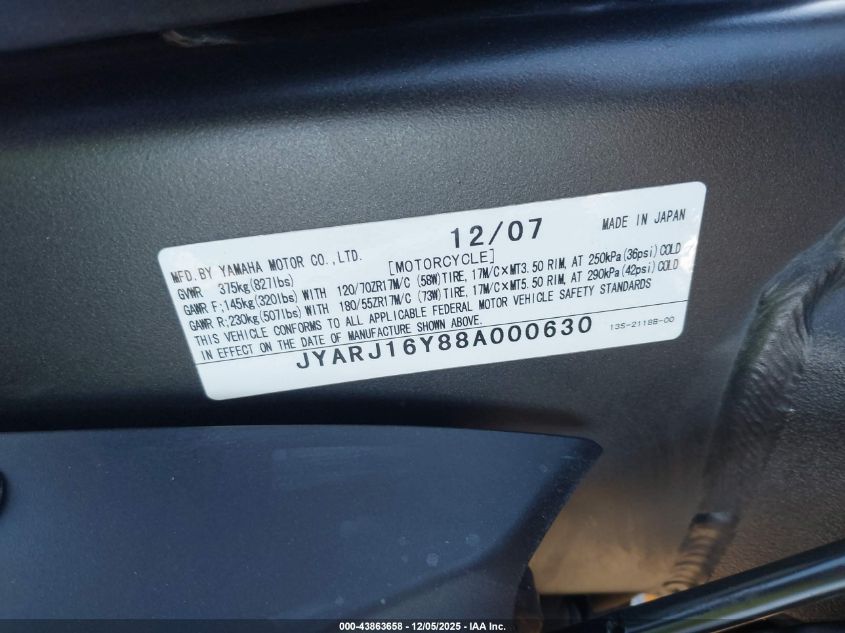 12/07 MADE IN JAPAN
MFD.BY YAMAHA MOTOR CO.,LTD. [MOTORCYCLE]
GVWR 375kg(827lbs)
GAWR F:145kg(320lbs) WITH 120/70ZR17M/C (58W)TIRE, 17M/C×MT3.50 RIM, AT 250kPa(36psi)COLD
GAWR R:230kg(507lbs) WITH 180/55ZR17M/C (73W)TIRE, 17M/C×MT5.50 RIM, AT 290kPa(42psi)COLD
THIS VEHICLE CONFORMS TO ALL APPLICABLE FEDERAL MOTOR VEHICLE SAFETY STANDARDS
IN EFFECT ON THE DATE OF MANUFACTURE SHOWN ABOVE.
JYARJ16Y88A000630 13S-2118B-00
000-43863658 - 12/05/2025 - IAA Inc.